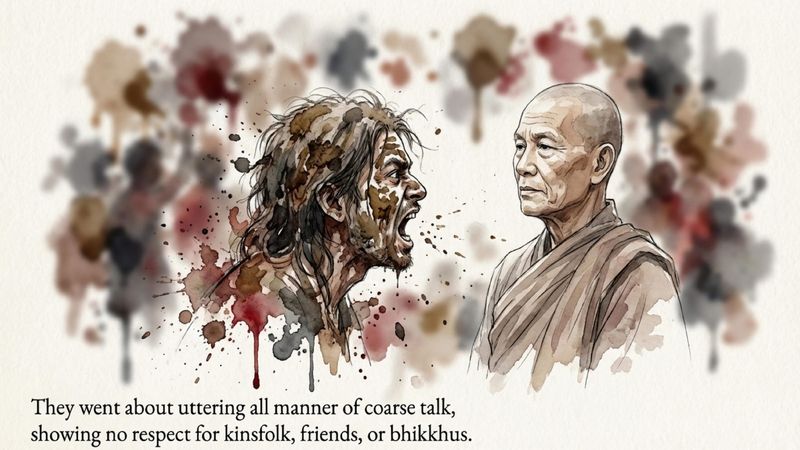 They went about uttering all manner of coarse talk,
showing no respect for kinsfolk, friends, or bhikkhus.